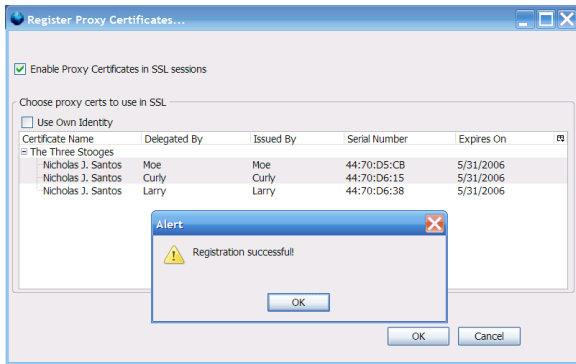 Register Proxy Certificates...
Enable Proxy Certificates in SSL sessions
Choose proxy certs to use in SSL
Use Own Identity
Certificate Name Delegated By Issued By Serial Number Expires On
The Three Stooges
Nicholas J. Santos Moe Moe 44:70:D5:CB 5/31/2006
Nicholas J. Santos Curly Curly 44:70:D6:15 5/31/2006
Nicholas J. Santos Larry Larry 44:70:D6:38 5/31/2006
Alert
Registration successful!
OK
OK Cancel